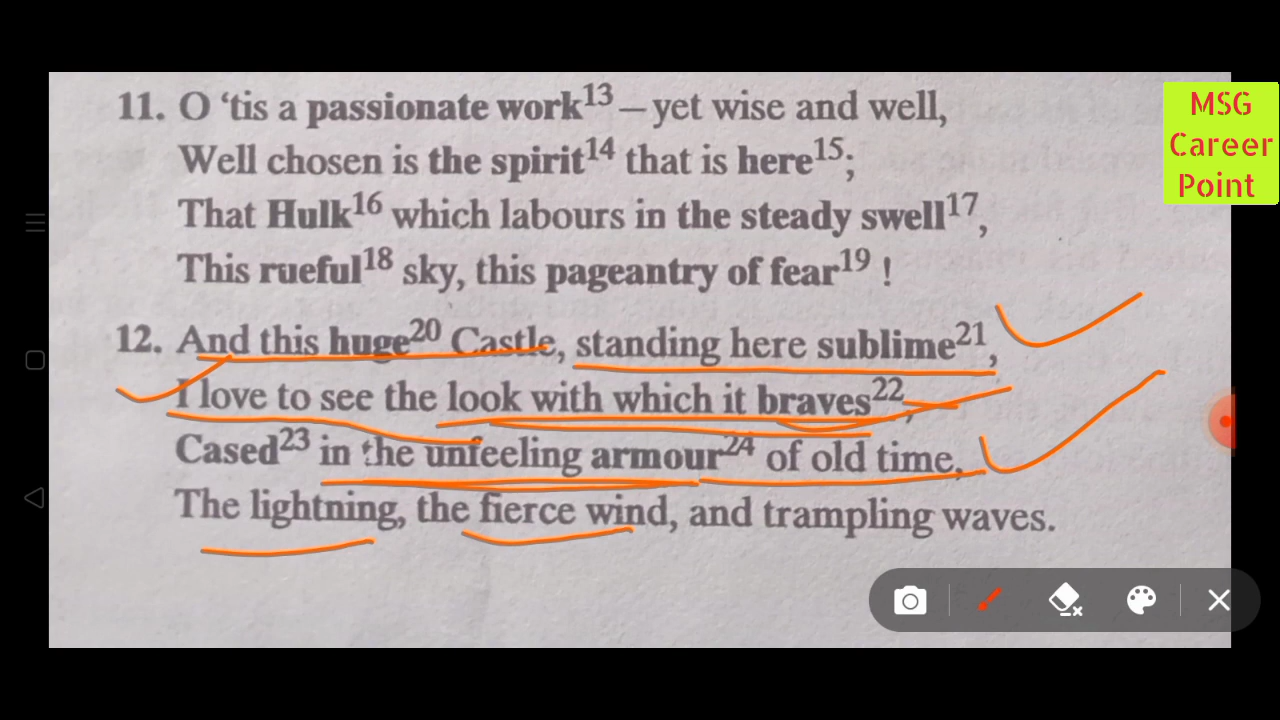 MSG
Career
Point
11. O ‘tis a passionate work13—yet wise and well,
Well chosen is the spirit14 that is here15;
That Hulk16 which labours in the steady swell17,
This rueful18 sky, this pageantry of fear19 !
12. And this huge20 Castle, standing here sublime21,
I love to see the look with which it braves22,
Cased23 in the unfeeling armour24 of old time,
The lightning, the fierce wind, and trampling waves.